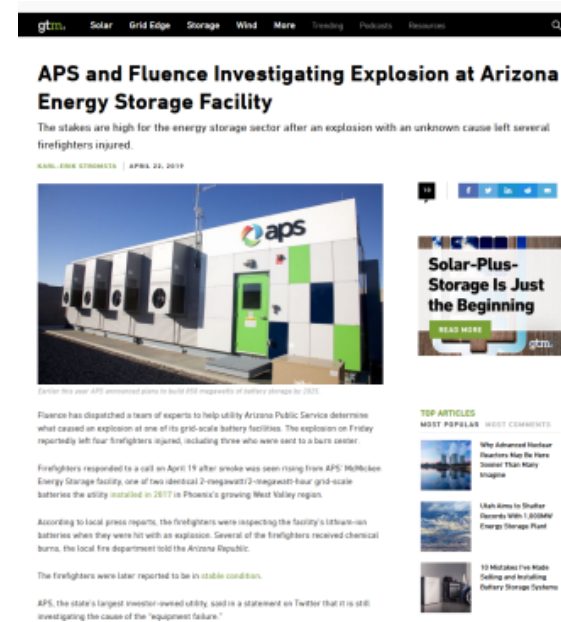 gtm.
Solar Grid Edge Storage Wind More Trending Podcasts Resources
APS and Fluence Investigating Explosion at Arizona
Energy Storage Facility
The stakes are high for the energy storage sector after an explosion with an unknown cause left several
firefighters injured.
KARL-ERIK STROMSTA | APRIL 23, 2019
aps
Earlier this year APS announced plans to build 850 megawatts of battery storage by 2025.
Fluence has dispatched a team of experts to help utility Arizona Public Service determine
what caused an explosion at one of its grid-scale battery facilities. The explosion on Friday
reportedly left four firefighters injured, including three who were sent to a burn center.
Firefighters responded to a call on April 19 after smoke was seen rising from APS' McMicken
Energy Storage facility, one of two identical 2-megawatt/2-megawatt-hour grid-scale
batteries the utility installed in 2017 in Phoenix's growing West Valley region.
According to local press reports, the firefighters were inspecting the facility's lithium-ion
batteries when they were hit with an explosion. Several of the firefighters received chemical
burns, the local fire department told the Arizona Republic.
The firefighters were later reported to be in stable condition.
APS, the state's largest investor-owned utility, said in a statement on Twitter that it is still
investigating the cause of the "equipment failure."
Solar-Plus-
Storage Is Just
the Beginning
READ MORE
gtm.
TOP ARTICLES
MOST POPULAR MOST COMMENTS
Why Advanced Nuclear
Reactors May Be Here
Sooner Than Many
Imagine
Utah Aims to Shatter
Records With 1,000MW
Energy Storage Plant
10 Mistakes I've Made
Selling and Installing
Battery Storage Systems